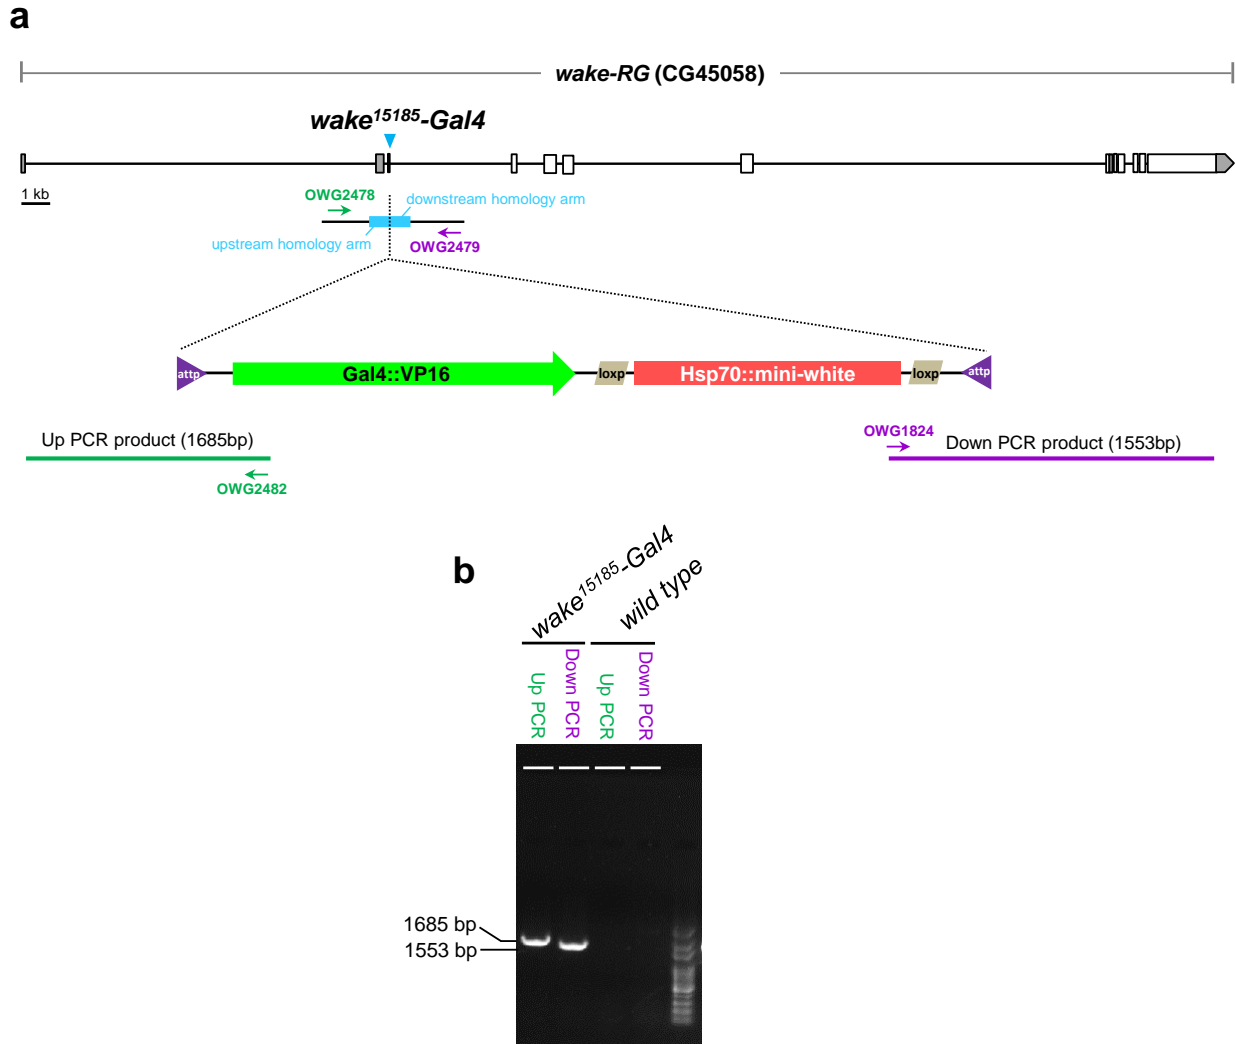 a
wake-RG (CG45058)
wake15185-Gal4
1 kb
OWG2478
downstream homology arm
upstream homology arm
OWG2479
attp
Gal4::VP16
loxp
Hsp70::mini-white
loxp
attp
Up PCR product (1685bp)
OWG1824
Down PCR product (1553bp)
OWG2482
b
wake15185-Gal4
wild type
Up PCR
Down PCR
Up PCR
Down PCR
1685 bp
1553 bp